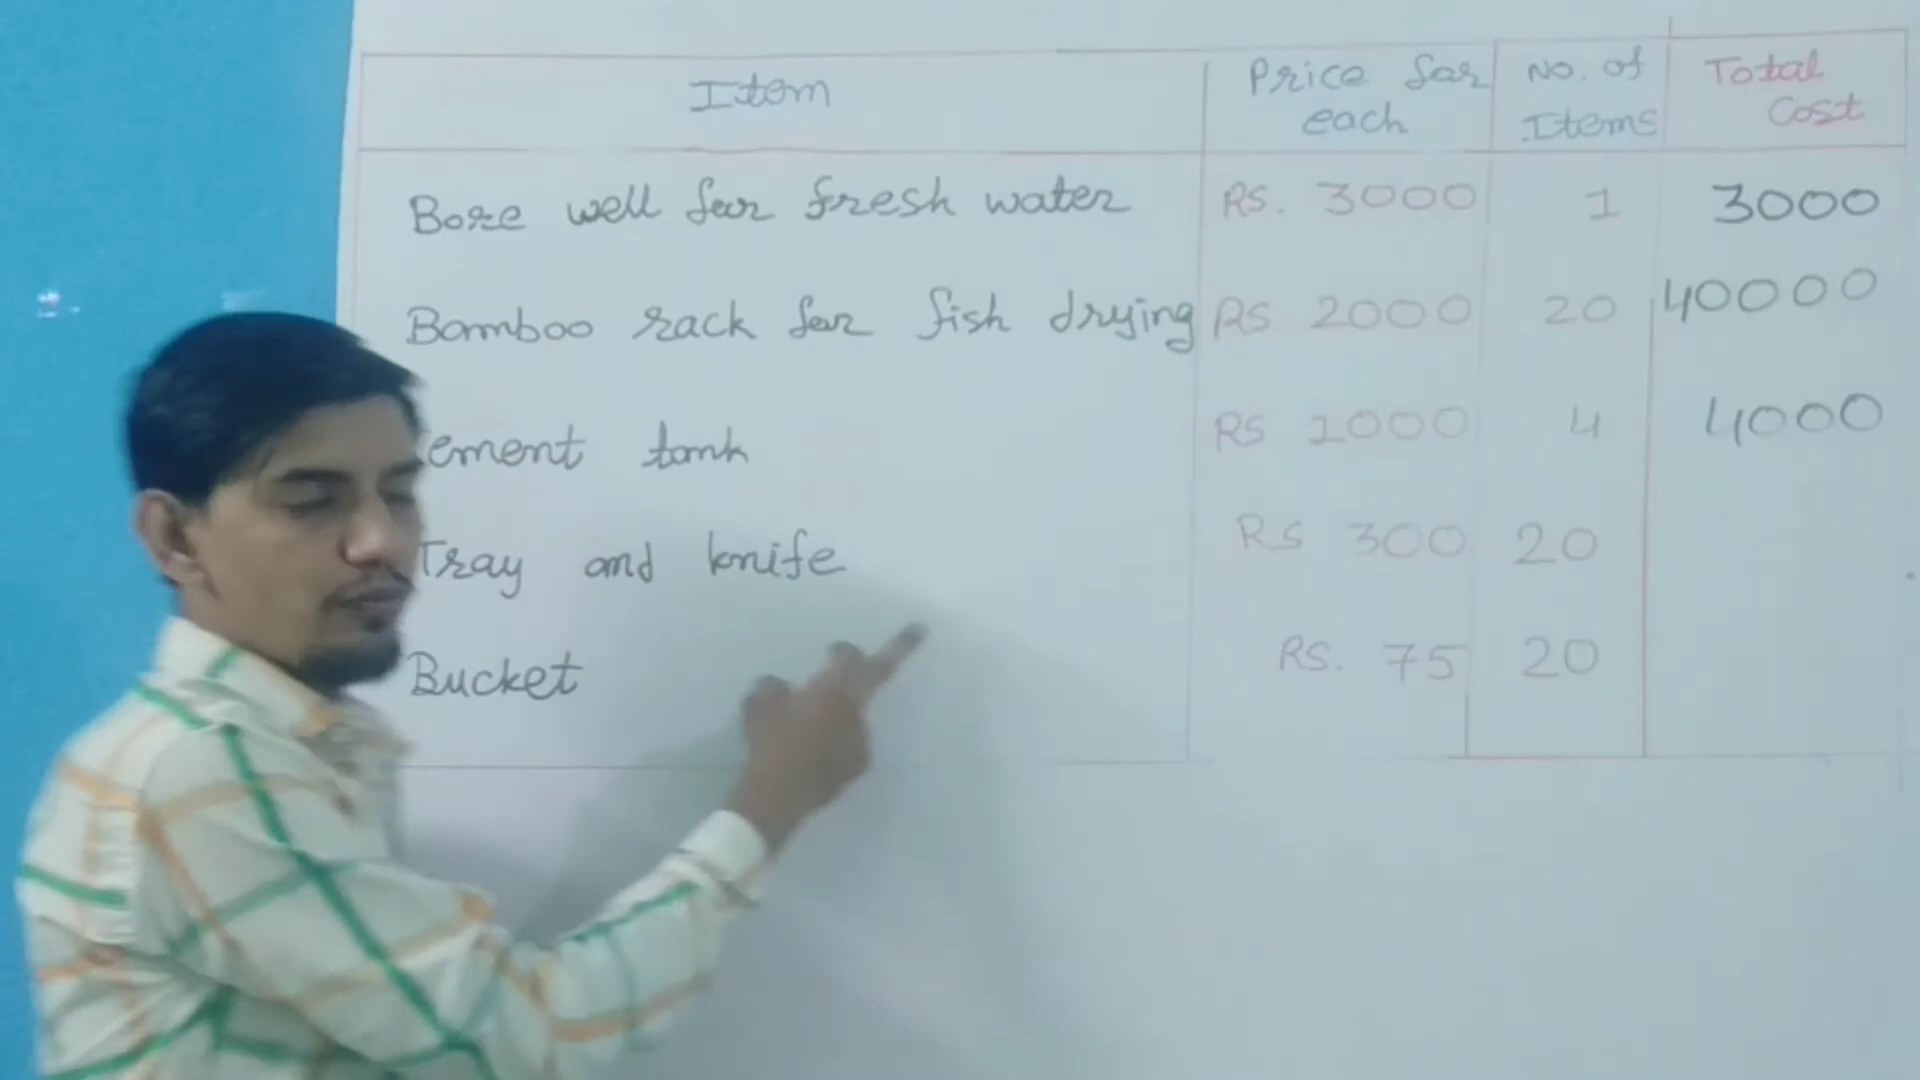 Item Price for each No. of Items Total Cost
Bore well for fresh water RS. 3000 1 3000
Bamboo rack for fish drying RS 2000 20 40000
ement tank RS 1000 4 4000
Tray and knife RS 300 20
Bucket RS. 75 20